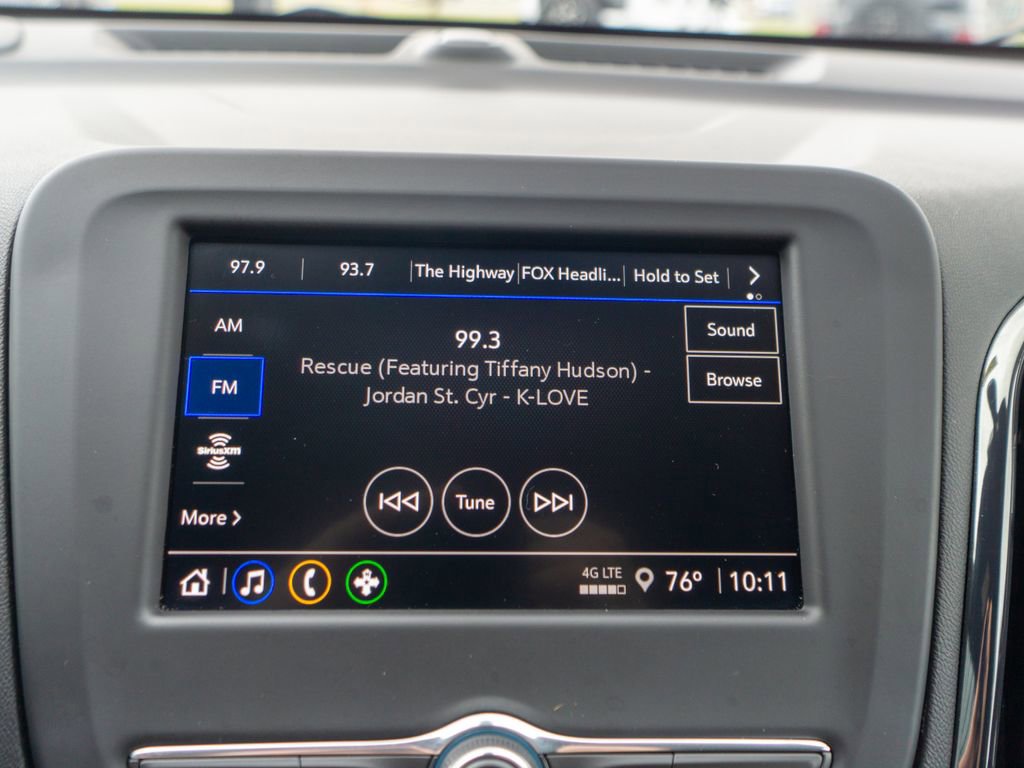 97.9 93.7 The Highway FOX Headli... Hold to Set
AM
99.3
Sound
Rescue (Featuring Tiffany Hudson) -
FM
Browse
Jordan St. Cyr - K-LOVE
SiriusXM
Tune
More
4G LTE
76° 10:11